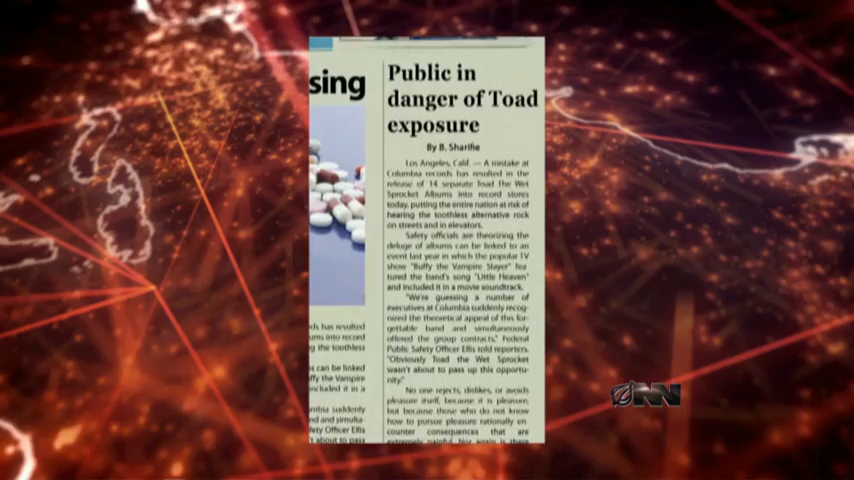 sing
Public in
danger of Toad
exposure
By B. Sharifie
Los Angeles, Calif. — A mistake at
Columbia records has resulted in the
release of 14 separate Toad The Wet
Sprocket Albums into record stores
today, putting the entire nation at risk of
hearing the toothless alternative rock
on streets and in elevators.
Safety officials are theorizing the
deluge of albums can be linked to an
event last year in which the popular TV
show "Buffy the Vampire Slayer" fea-
tured the band's song "Little Heaven"
and included it in a movie soundtrack.
"We're guessing a number of
executives at Columbia suddenly recog-
nized the theoretical appeal of this for-
gettable band and simultaneously
offered the group contracts," Federal
Public Safety Officer Ellis told reporters.
"Obviously Toad the Wet Sprocket
wasn't about to pass up this opportu-
nity."
No one rejects, dislikes, or avoids
pleasure itself, because it is pleasure,
but because those who do not know
how to pursue pleasure rationally en-
counter consequences that are
extremely painful. Nor again is there
ds has resulted
ums into record
g the toothless
s can be linked
uffy the Vampire
included it in a
mbia suddenly
nd and simulta-
fety Officer Ellis
't about to pass
ONN